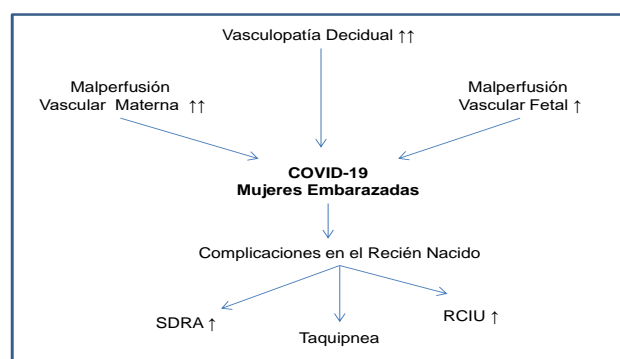 Vasculopatía Decidual ↑↑
Malperfusión
Vascular Materna ↑↑
Malperfusión
Vascular Fetal ↑
COVID-19
Mujeres Embarazadas
Complicaciones en el Recién Nacido
SDRA ↑
Taquipnea
RCIU ↑